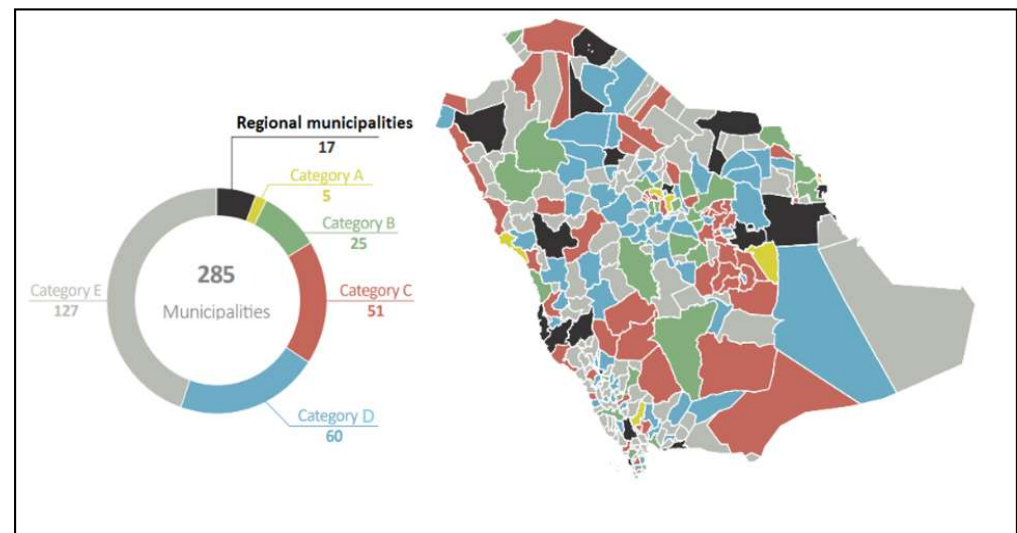 Regional municipalities
17
Category A
5
Category B
25
285
Municipalities
Category E
127
Category C
51
Category D
60